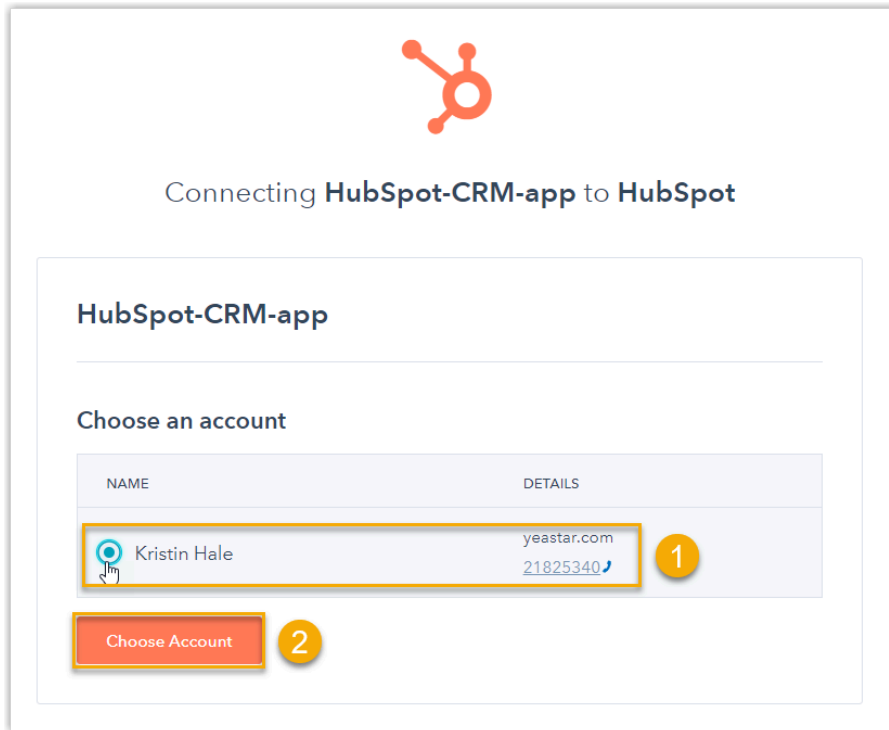 Connecting HubSpot-CRM-app to HubSpot
HubSpot-CRM-app
Choose an account
NAME DETAILS
Kristin Hale yeastar.com
21825340
1
Choose Account
2